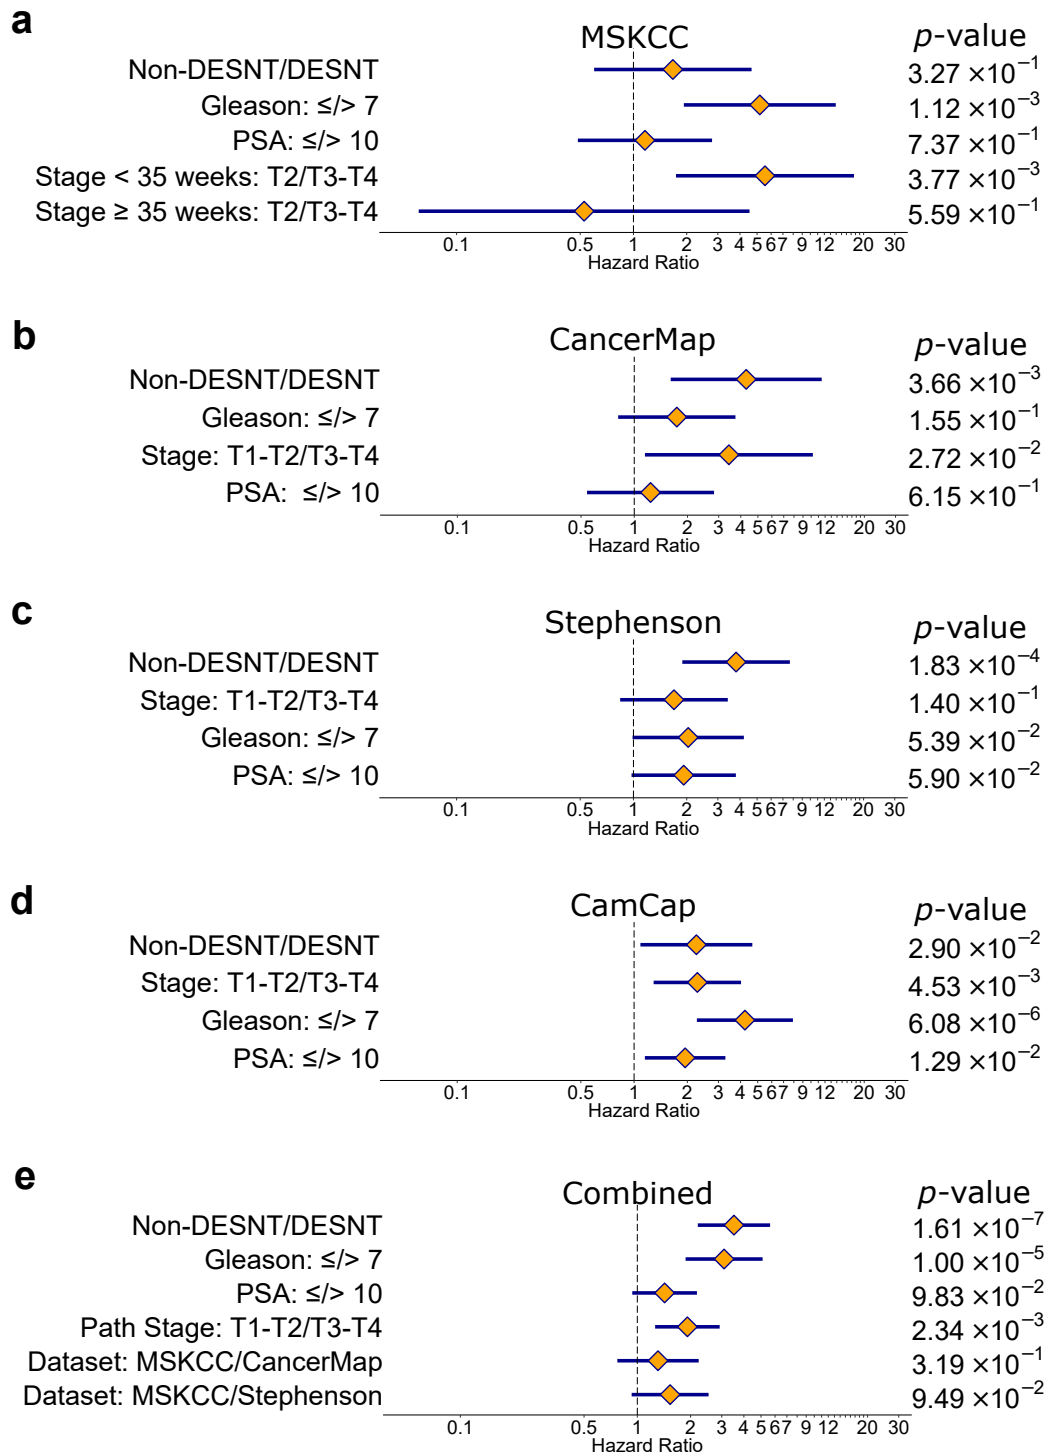 a
MSKCC p-value
Non-DESNT/DESNT 3.27 ×10⁻¹
Gleason: ≤/> 7 1.12 ×10⁻³
PSA: ≤/> 10 7.37 ×10⁻¹
Stage < 35 weeks: T2/T3-T4 3.77 ×10⁻³
Stage ≥ 35 weeks: T2/T3-T4 5.59 ×10⁻¹
0.1 0.5 1 2 3 4 5 6 7 9 12 20 30
Hazard Ratio
b
CancerMap p-value
Non-DESNT/DESNT 3.66 ×10⁻³
Gleason: ≤/> 7 1.55 ×10⁻¹
Stage: T1-T2/T3-T4 2.72 ×10⁻²
PSA: ≤/> 10 6.15 ×10⁻¹
0.1 0.5 1 2 3 4 5 6 7 9 12 20 30
Hazard Ratio
c
Stephenson p-value
Non-DESNT/DESNT 1.83 ×10⁻⁴
Stage: T1-T2/T3-T4 1.40 ×10⁻¹
Gleason: ≤/> 7 5.39 ×10⁻²
PSA: ≤/> 10 5.90 ×10⁻²
0.1 0.5 1 2 3 4 5 6 7 9 12 20 30
Hazard Ratio
d
CamCap p-value
Non-DESNT/DESNT 2.90 ×10⁻²
Stage: T1-T2/T3-T4 4.53 ×10⁻³
Gleason: ≤/> 7 6.08 ×10⁻⁶
PSA: ≤/> 10 1.29 ×10⁻²
0.1 0.5 1 2 3 4 5 6 7 9 12 20 30
Hazard Ratio
e
Combined p-value
Non-DESNT/DESNT 1.61 ×10⁻⁷
Gleason: ≤/> 7 1.00 ×10⁻⁵
PSA: ≤/> 10 9.83 ×10⁻²
Path Stage: T1-T2/T3-T4 2.34 ×10⁻³
Dataset: MSKCC/CancerMap 3.19 ×10⁻¹
Dataset: MSKCC/Stephenson 9.49 ×10⁻²
0.1 0.5 1 2 3 4 5 6 7 9 12 20 30
Hazard Ratio